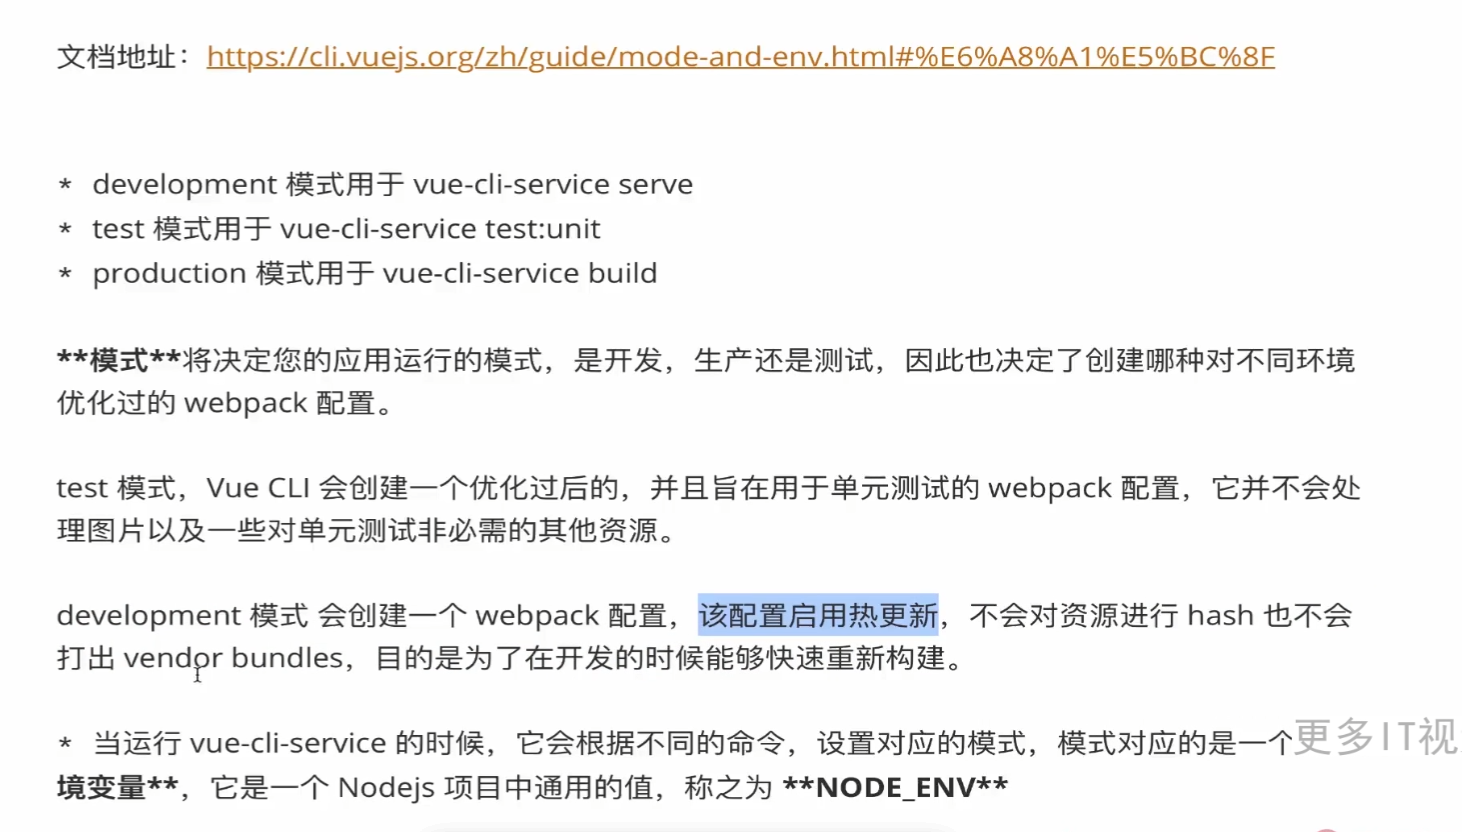 文档地址：https://cli.vuejs.org/zh/guide/mode-and-env.html#%E6%A8%A1%E5%BC%8F
* development 模式用于 vue-cli-service serve
* test 模式用于 vue-cli-service test:unit
* production 模式用于 vue-cli-service build
**模式**将决定您的应用运行的模式，是开发，生产还是测试，因此也决定了创建哪种对不同环境
优化过的 webpack 配置。
test 模式，Vue CLI 会创建一个优化过后的，并且旨在用于单元测试的 webpack 配置，它并不会处
理图片以及一些对单元测试非必需的其他资源。
development 模式 会创建一个 webpack 配置，该配置启用热更新，不会对资源进行 hash 也不会
打出 vendor bundles，目的是为了在开发的时候能够快速重新构建。
* 当运行 vue-cli-service 的时候，它会根据不同的命令，设置对应的模式，模式对应的是一个
更多IT视
境变量**，它是一个 Nodejs 项目中通用的值，称之为 **NODE_ENV**